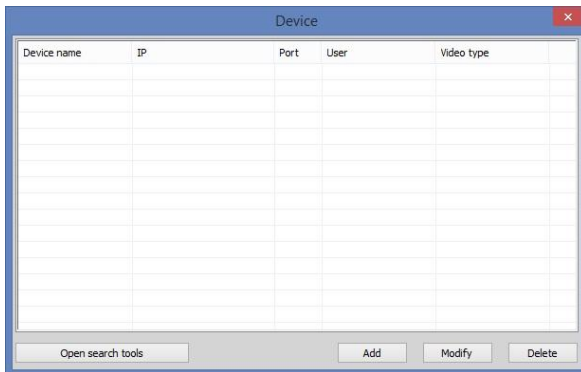 Device
Device name IP Port User Video type
Open search tools Add Modify Delete